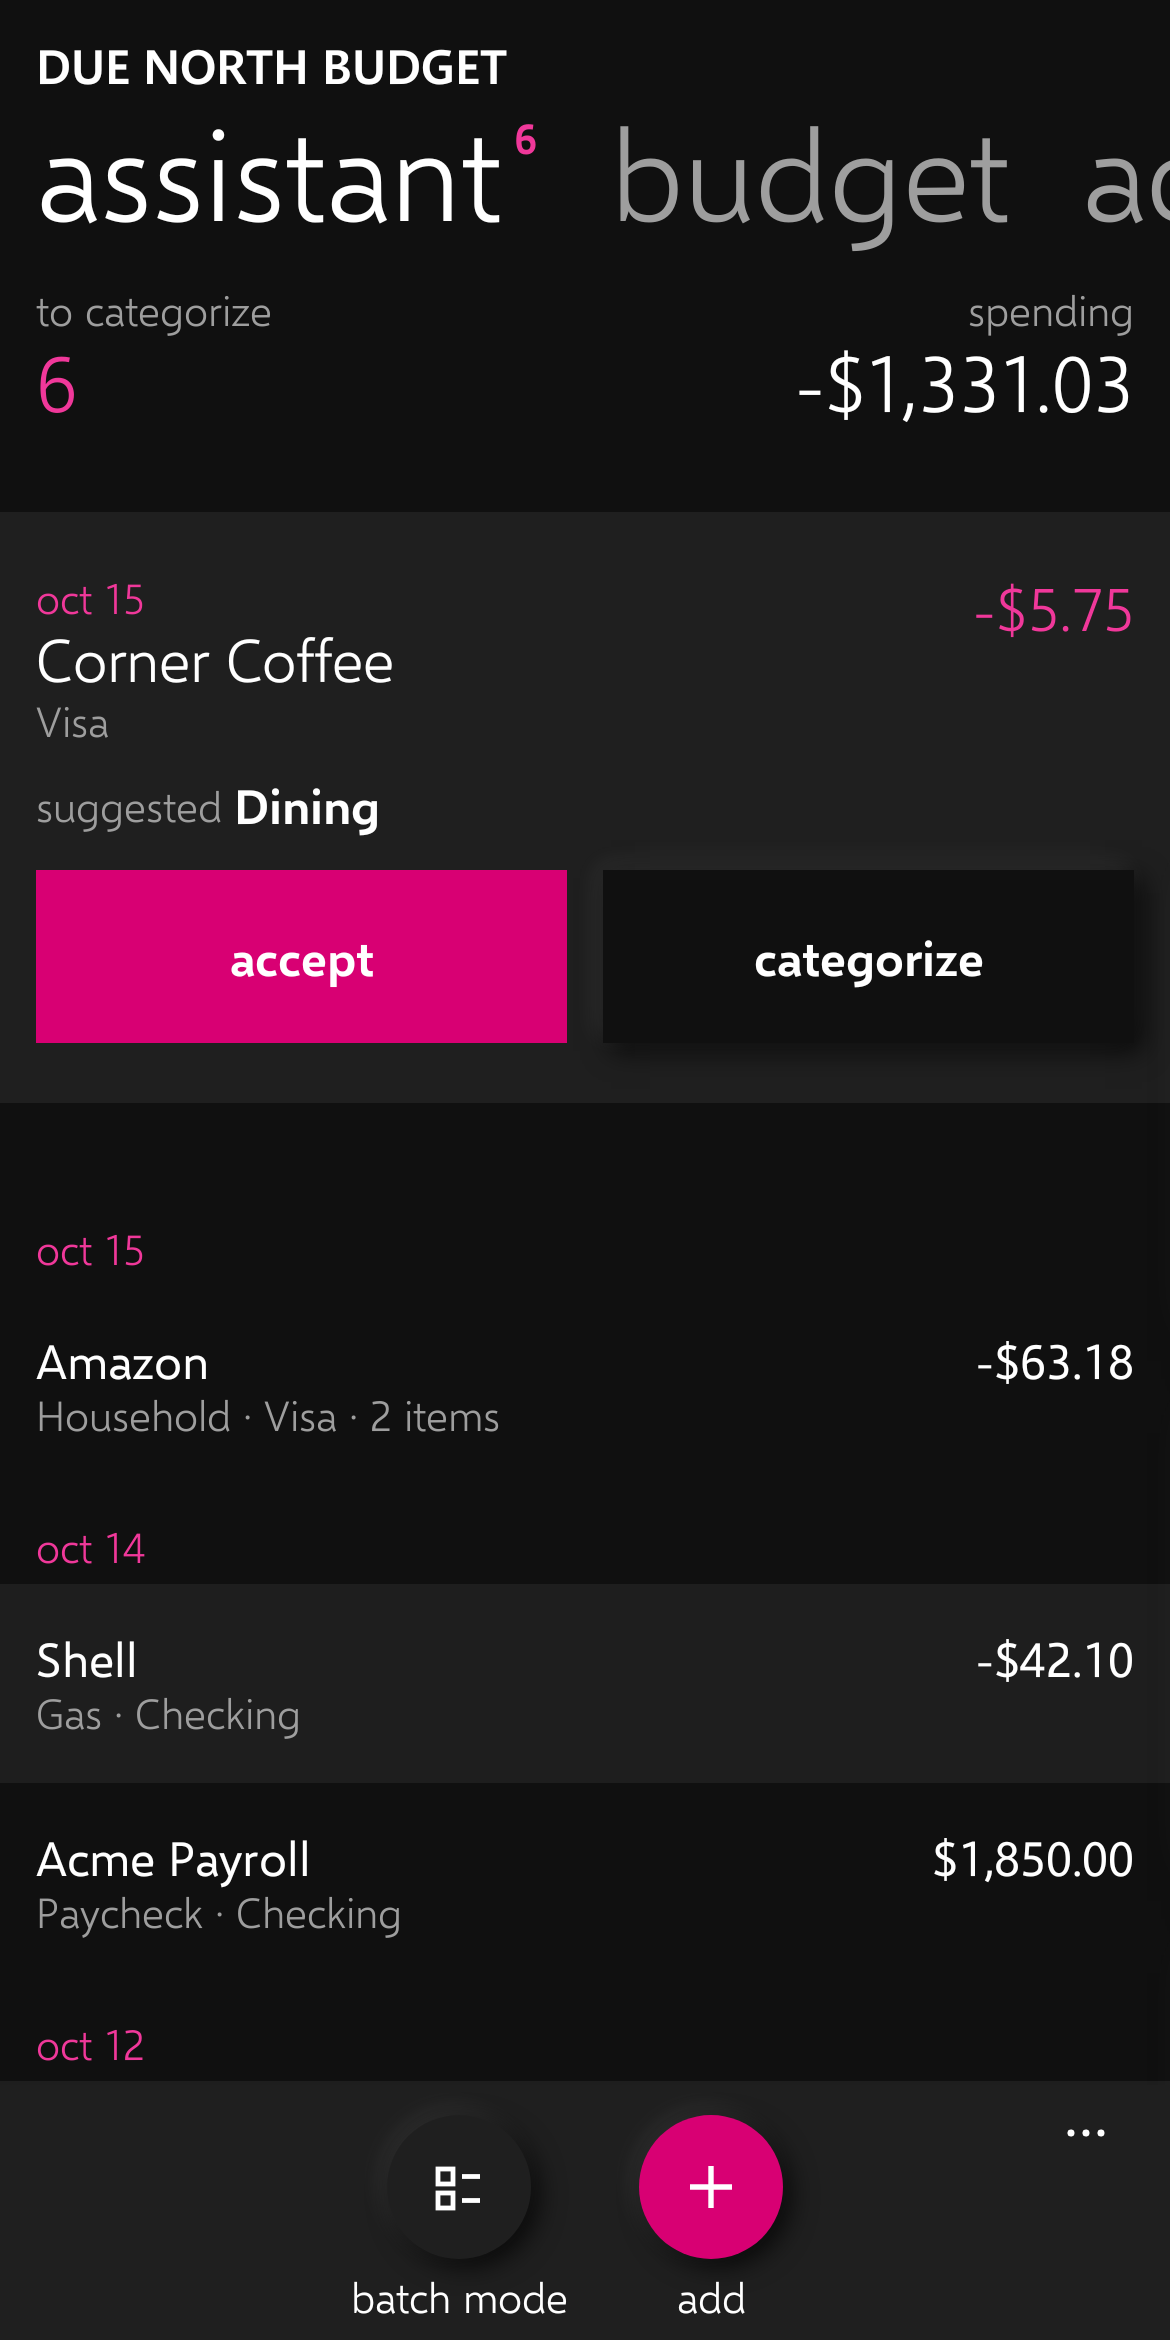 DUE NORTH BUDGET
assistant 6 budget ac
to categorize spending
6 -$1,331.03
oct 15 -$5.75
Corner Coffee
Visa
suggested Dining
accept categorize
oct 15
Amazon -$63.18
Household · Visa · 2 items
oct 14
Shell -$42.10
Gas · Checking
Acme Payroll $1,850.00
Paycheck · Checking
oct 12
...
batch mode add